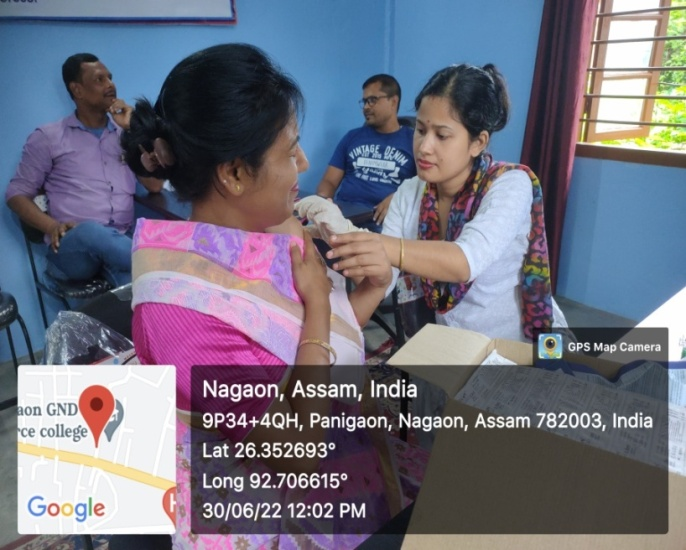 VINTAGE DENIM
GPS Map Camera
aon GND
rce college
Google
Nagaon, Assam, India
9P34+4QH, Panigaon, Nagaon, Assam 782003, India
Lat 26.352693°
Long 92.706615°
30/06/22 12:02 PM